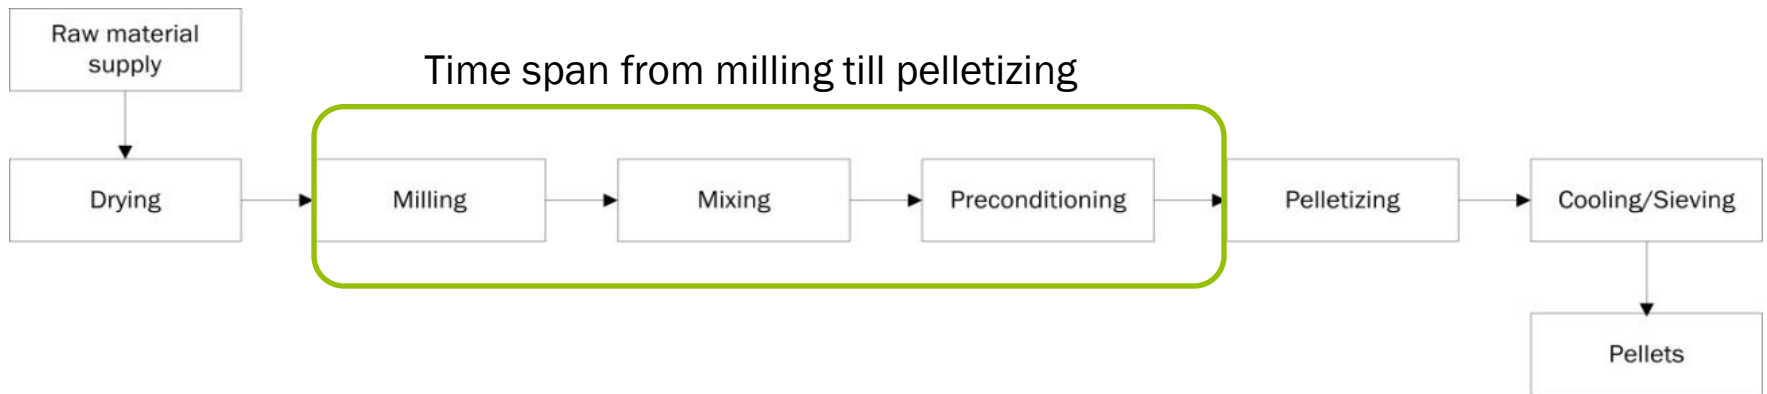 Raw material
supply
Time span from milling till pelletizing
Drying
Milling
Mixing
Preconditioning
Pelletizing
Cooling/Sieving
Pellets